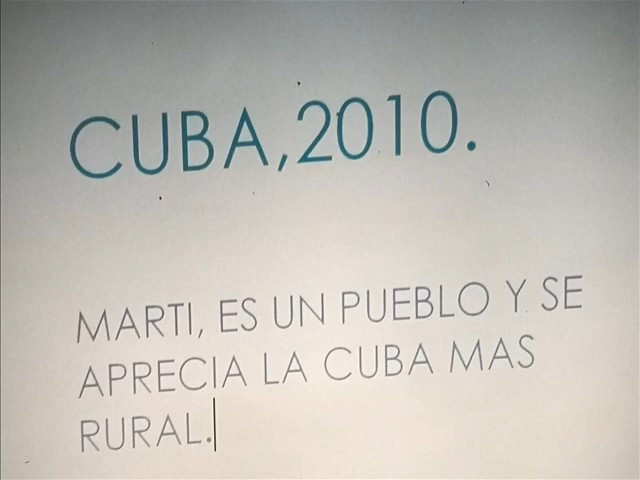 CUBA,2010.
MARTI, ES UN PUEBLO Y SE
APRECIA LA CUBA MAS
RURAL.